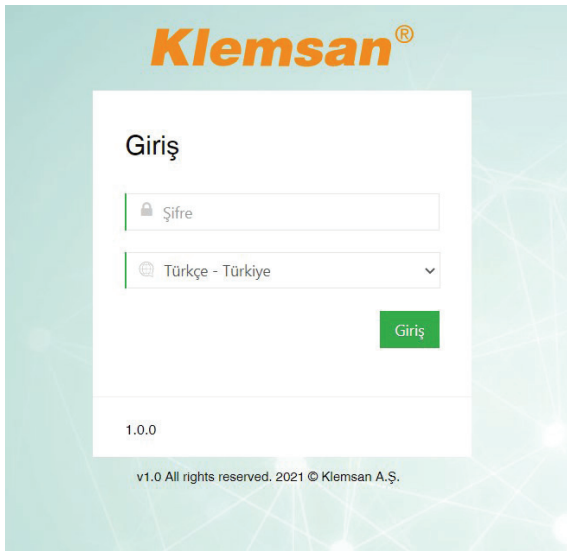 Klemsan®
Giriş
Şifre
Türkçe - Türkiye
Giriş
1.0.0
v1.0 All rights reserved. 2021 © Klemsan A.Ş.